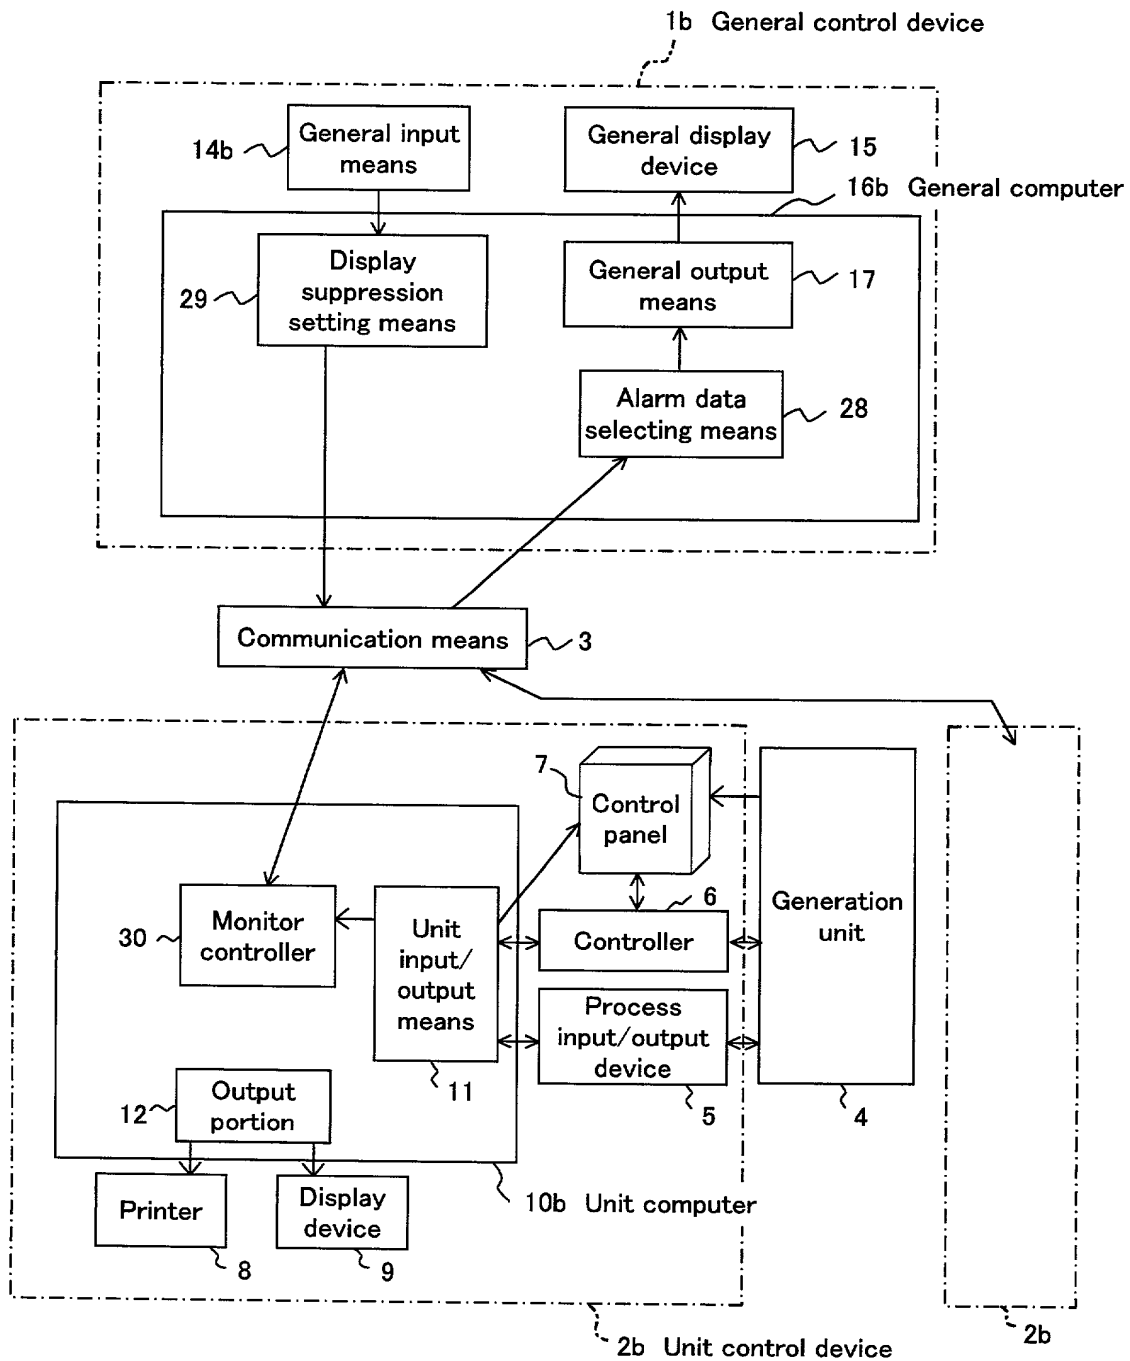 1b General control device
General input
means
14b
General display
device
15
16b General computer
Display
suppression
setting means
29
General output
means
17
Alarm data
selecting means
28
Communication means
3
7
Control
panel
Generation
unit
6
Monitor
controller
30
Unit
input/
output
means
Controller
Process
input/output
device
11
5
4
Output
portion
12
Printer
Display
device
10b Unit computer
8
9
2b Unit control device
2b